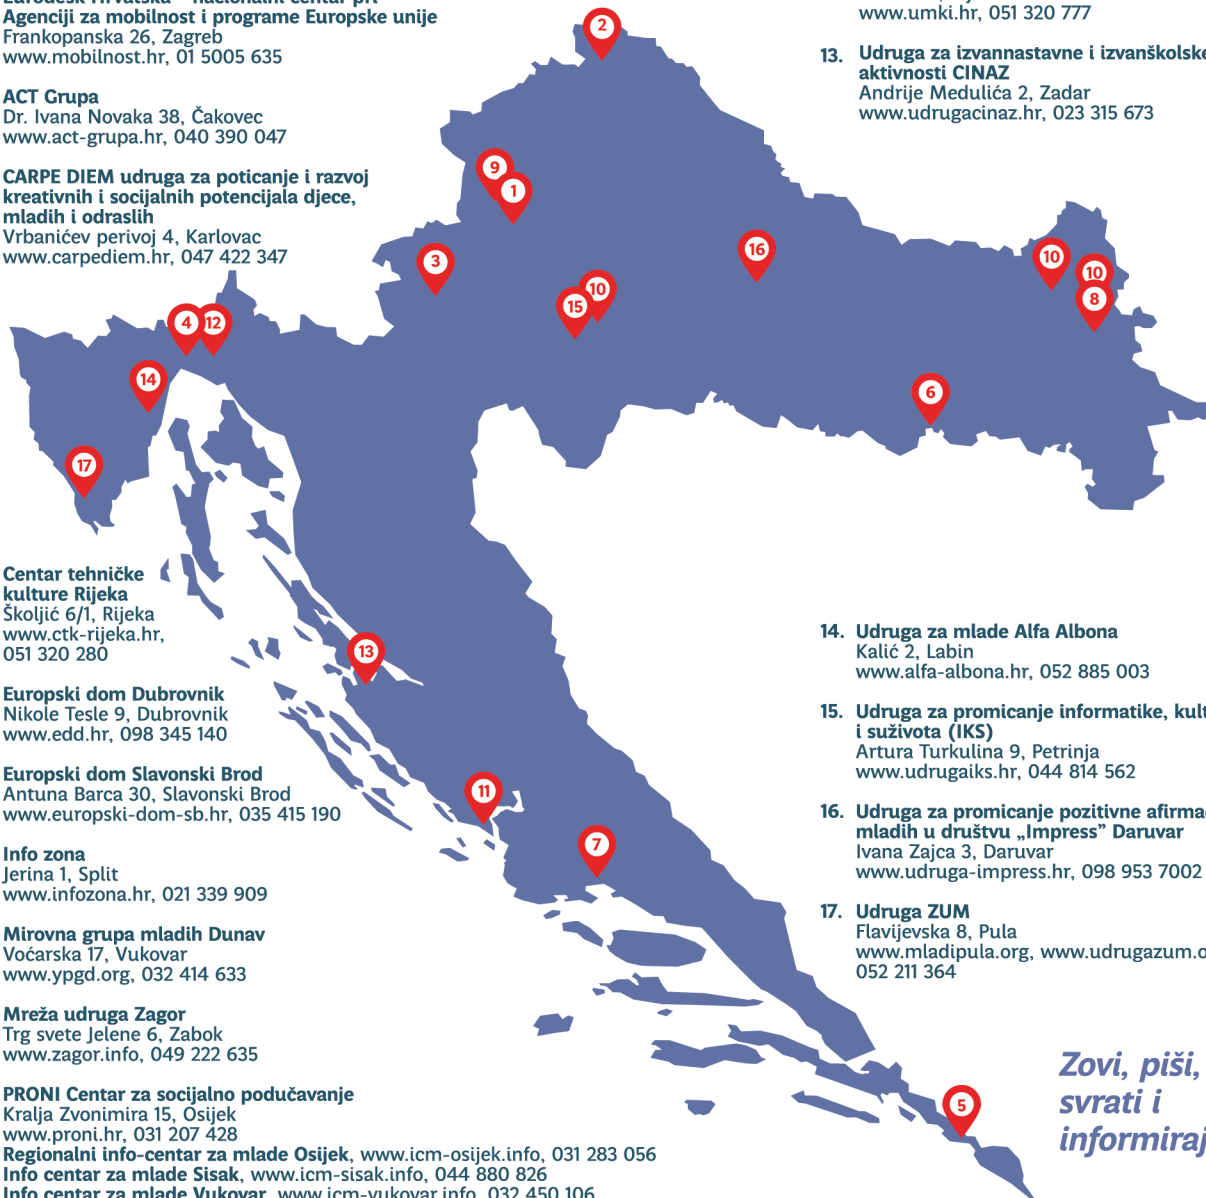 Agenciji za mobilnost i programe Europske unije
Frankopanska 26, Zagreb
www.mobilnost.hr, 01 5005 635
ACT Grupa
Dr. Ivana Novaka 38, Čakovec
www.act-grupa.hr, 040 390 047
CARPE DIEM udruga za poticanje i razvoj
kreativnih i socijalnih potencijala djece,
mladih i odraslih
Vrbanićev perivoj 4, Karlovac
www.carpediem.hr, 047 422 347
Centar tehničke
kulture Rijeka
Školjić 6/1, Rijeka
www.ctk-rijeka.hr,
051 320 280
Europski dom Dubrovnik
Nikole Tesle 9, Dubrovnik
www.edd.hr, 098 345 140
Europski dom Slavonski Brod
Antuna Barca 30, Slavonski Brod
www.europski-dom-sb.hr, 035 415 190
Info zona
Jerina 1, Split
www.infozona.hr, 021 339 909
Mirovna grupa mladih Dunav
Voćarska 17, Vukovar
www.ypgd.org, 032 414 633
Mreža udruga Zagor
Trg svete Jelene 6, Zabok
www.zagor.info, 049 222 635
PRONI Centar za socijalno podučavanje
Kralja Zvonimira 15, Osijek
www.proni.hr, 031 207 428
Regionalni info-centar za mlade Osijek, www.icm-osijek.info, 031 283 056
Info centar za mlade Sisak, www.icm-sisak.info, 044 880 826
Info centar za mlade Vukovar, www.icm-vukovar.info, 032 450 106
2
9
1
3
16
10
10
8
10
15
4
12
14
6
17
13
11
7
5
www.umki.hr, 051 320 777
13. Udruga za izvannastavne i izvanškolske
aktivnosti CINAZ
Andrije Medulića 2, Zadar
www.udrugacinaz.hr, 023 315 673
14. Udruga za mlade Alfa Albona
Kalić 2, Labin
www.alfa-albona.hr, 052 885 003
15. Udruga za promicanje informatike, kult
i suživota (IKS)
Artura Turkulina 9, Petrinja
www.udrugaiks.hr, 044 814 562
16. Udruga za promicanje pozitivne afirma
mladih u društvu „Impress” Daruvar
Ivana Zajca 3, Daruvar
www.udruga-impress.hr, 098 953 7002
17. Udruga ZUM
Flavijevska 8, Pula
www.mladipula.org, www.udrugazum.o
052 211 364
Zovi, piši,
svrati i
informiraj